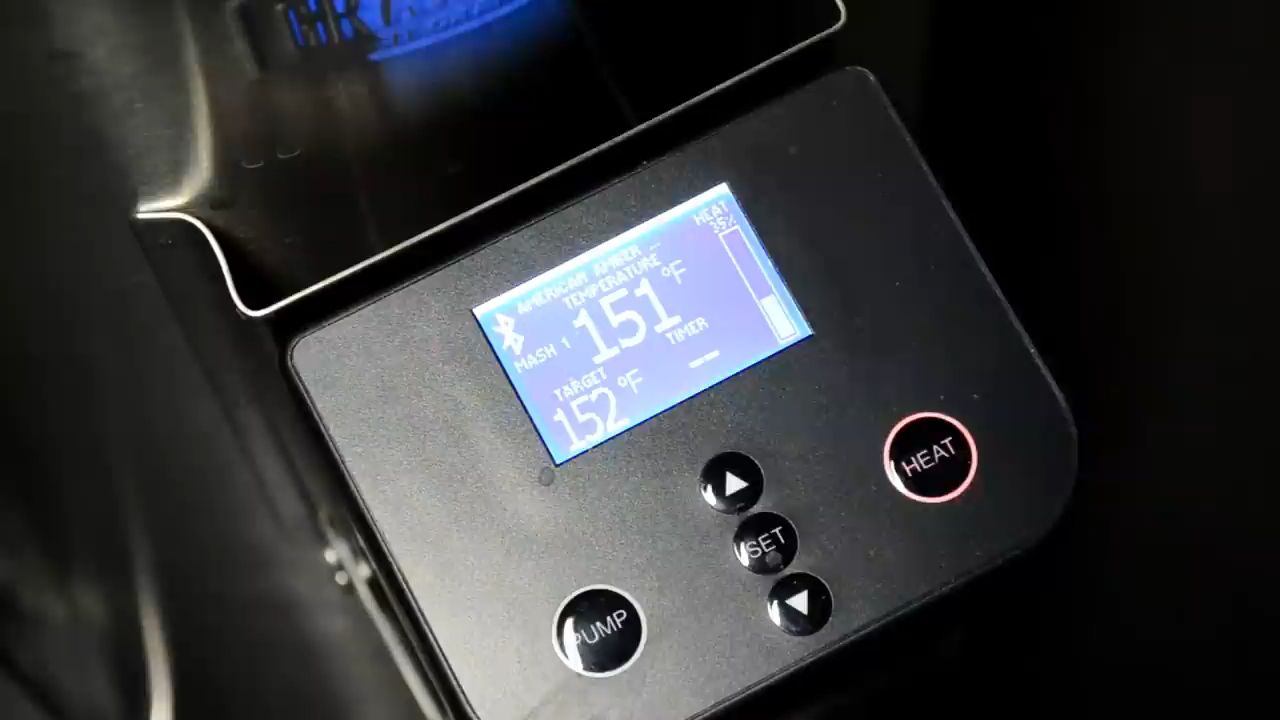 HEAT
35%
AMERICAN AMBER --
TEMPERATURE
151°F
MASH 1
TIMER
--
TARGET
152°F
HEAT
SET
PUMP